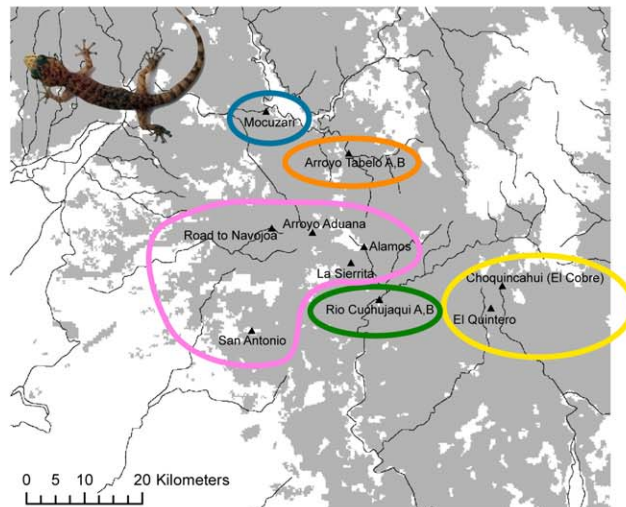 Mocuzari
Arroyo Tabelo A,B
Arroyo Aduana
Road to Navojoa
Alamos
La Sierrita
Choquincahui (El Cobre)
Rio Cuchujaqui A,B
El Quintero
San Antonio
0 5 10 20 Kilometers